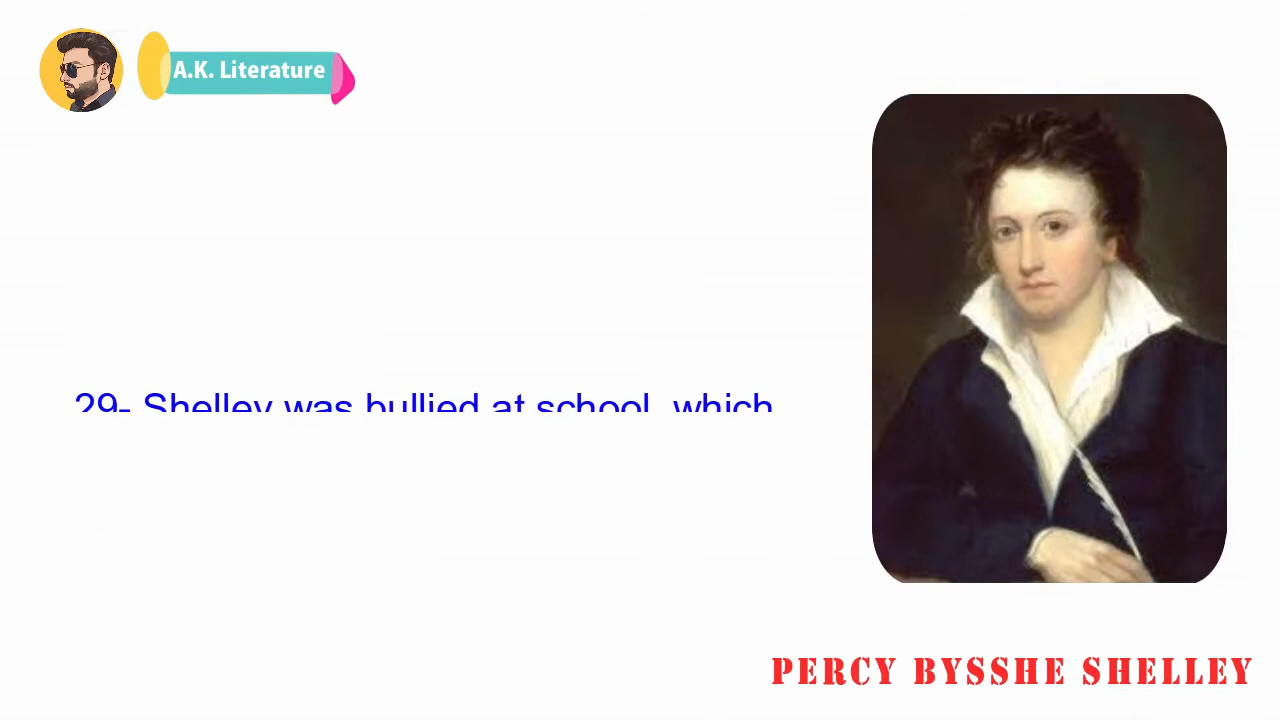 A.K. Literature
29- Shelley was bullied at school, which
PERCY BYSSHE SHELLEY